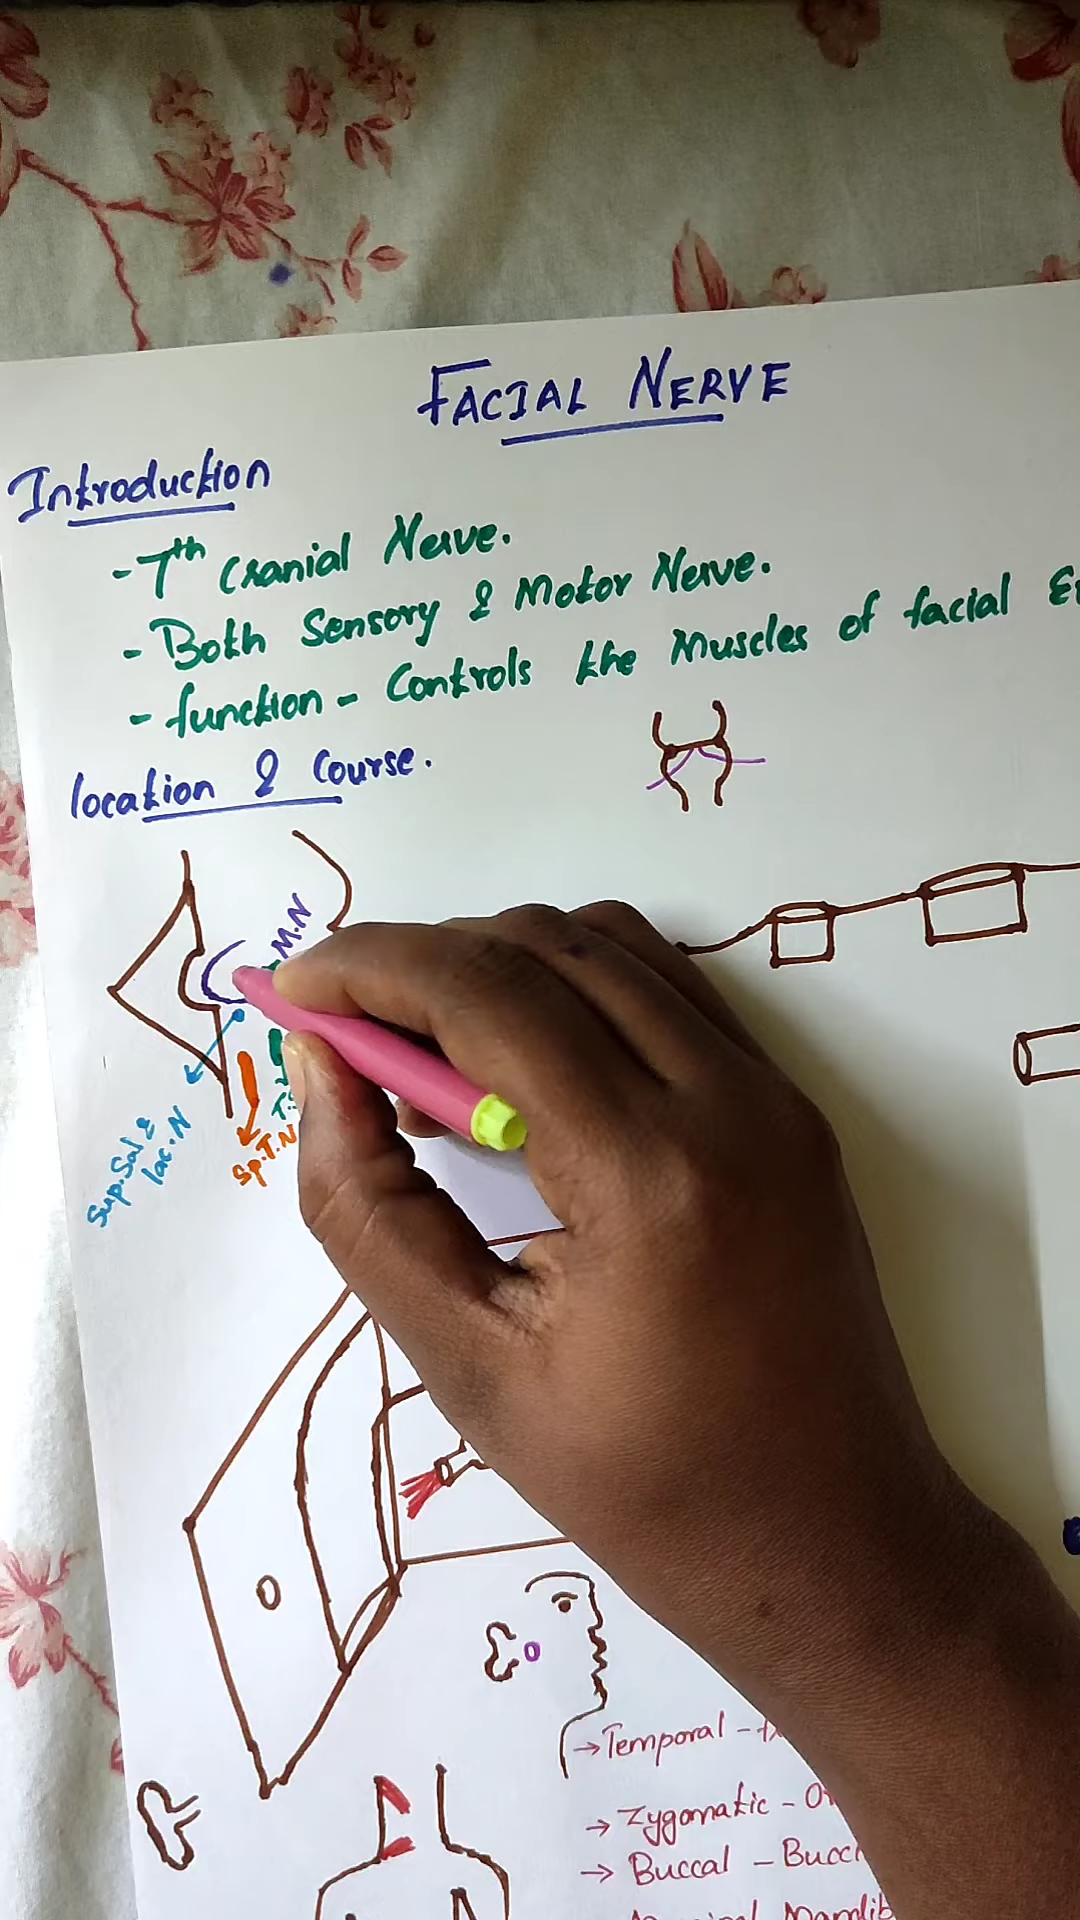 FACIAL NERVE
Introduction
- 7th Cranial Nerve.
- Both Sensory & Motor Nerve.
- function - Controls the Muscles of facial
location & Course.
M.N
Sup. Sal &
lac. N
Sp.T.N
→ Temporal -
→ Zygomatic -
→ Buccal -